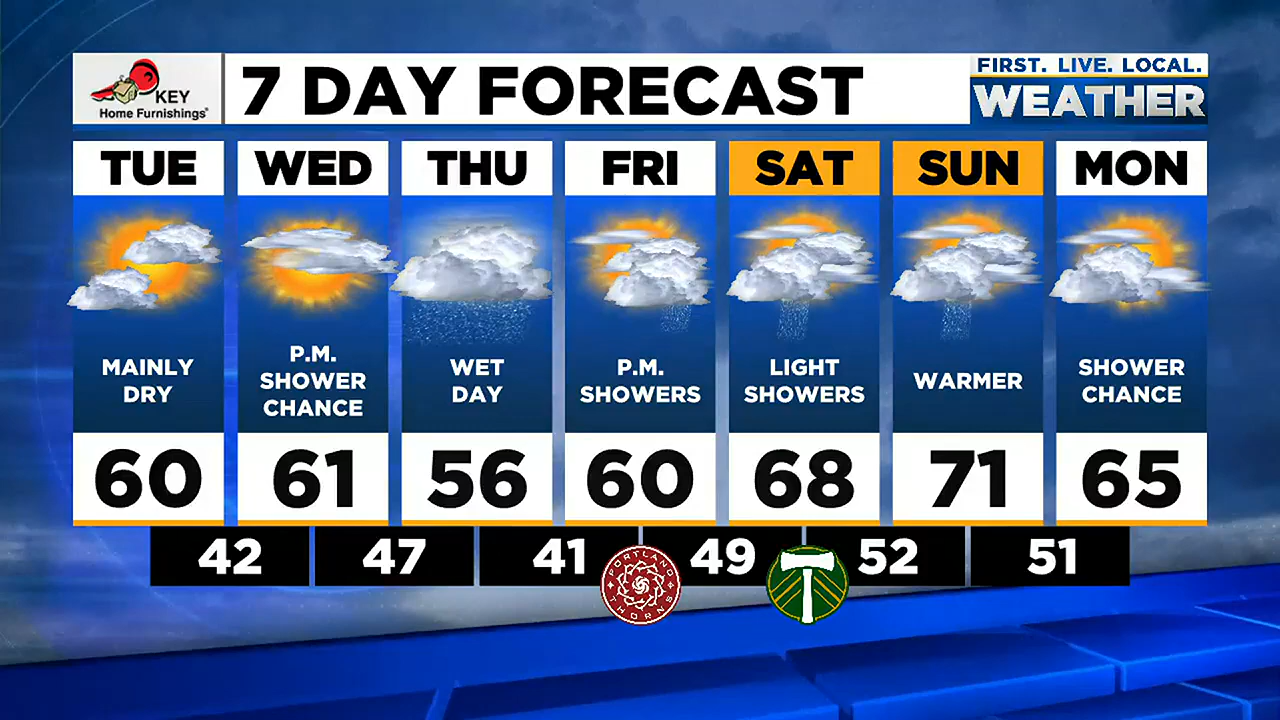 KEY
Home Furnishings®
7 DAY FORECAST
FIRST. LIVE. LOCAL.
WEATHER
TUE
WED
THU
FRI
SAT
SUN
MON
MAINLY
DRY
P.M.
SHOWER
CHANCE
WET
DAY
P.M.
SHOWERS
LIGHT
SHOWERS
WARMER
SHOWER
CHANCE
60
61
56
60
68
71
65
42
47
41
49
52
51
PORTLAND
THORNS